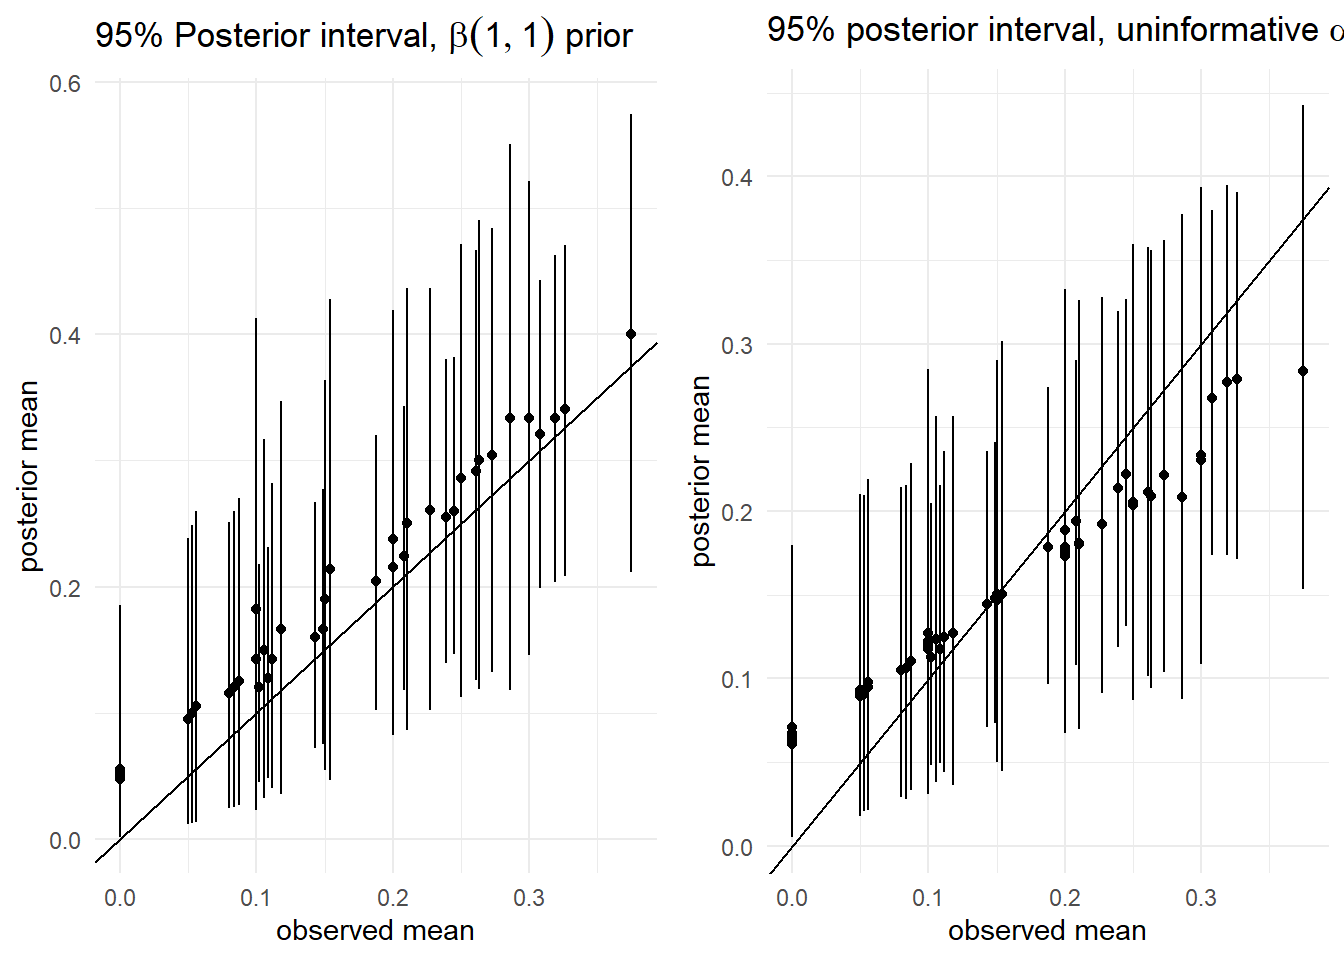 95% Posterior interval, β(1, 1) prior
posterior mean
0.6
0.4
0.2
0.0
0.0 0.1 0.2 0.3
observed mean
95% posterior interval, uninformative α
posterior mean
0.4
0.3
0.2
0.1
0.0
0.0 0.1 0.2 0.3
observed mean